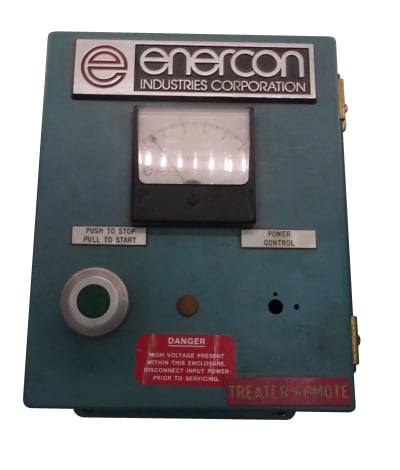 e enercon
INDUSTRIES CORPORATION
PUSH TO STOP
PULL TO START
POWER
CONTROL
DANGER
HIGH VOLTAGE PRESENT
WITHIN THIS ENCLOSURE.
DISCONNECT INPUT POWER
PRIOR TO SERVICING.
TREATER REMOTE